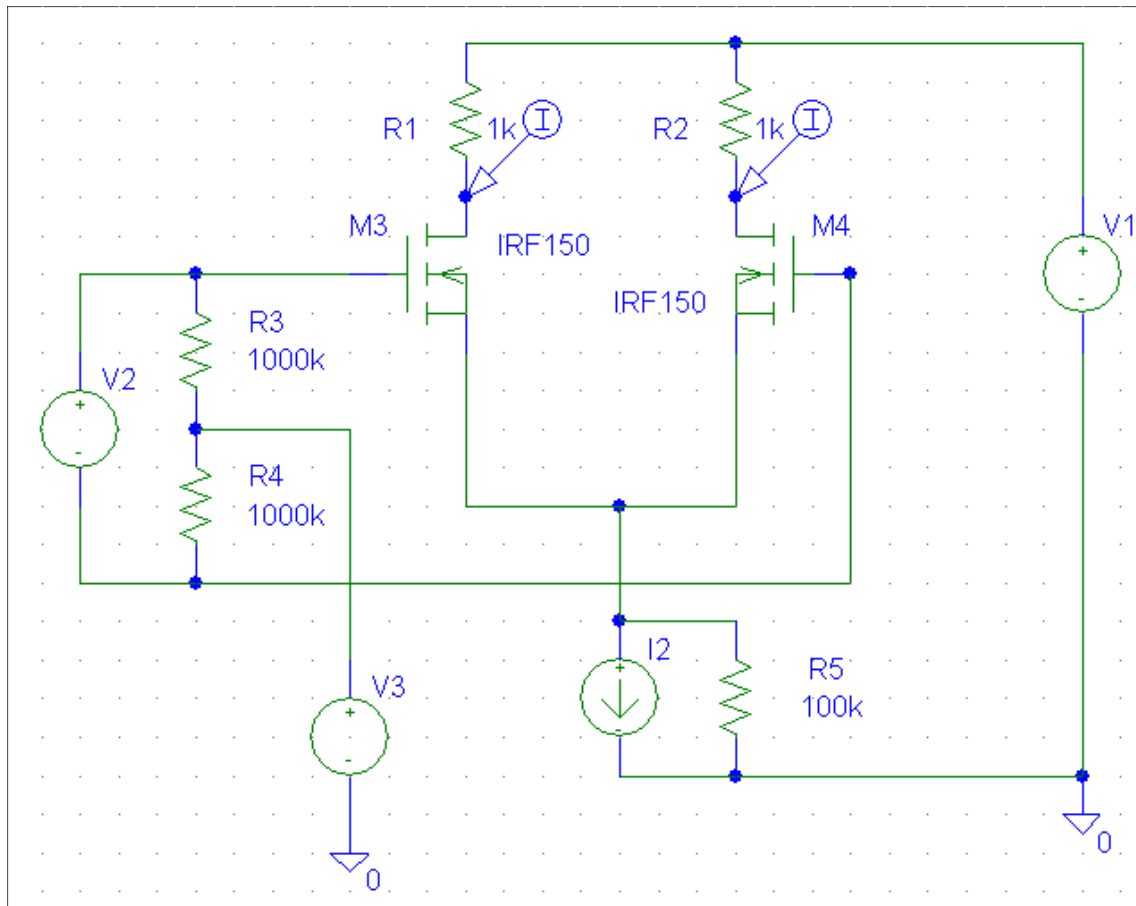 R1
1k
I
R2
1k
I
M3
IRF150
M4
IRF150
V1
+
-
R3
1000k
V2
+
-
R4
1000k
I2
+
-
R5
100k
V3
+
-
0
0